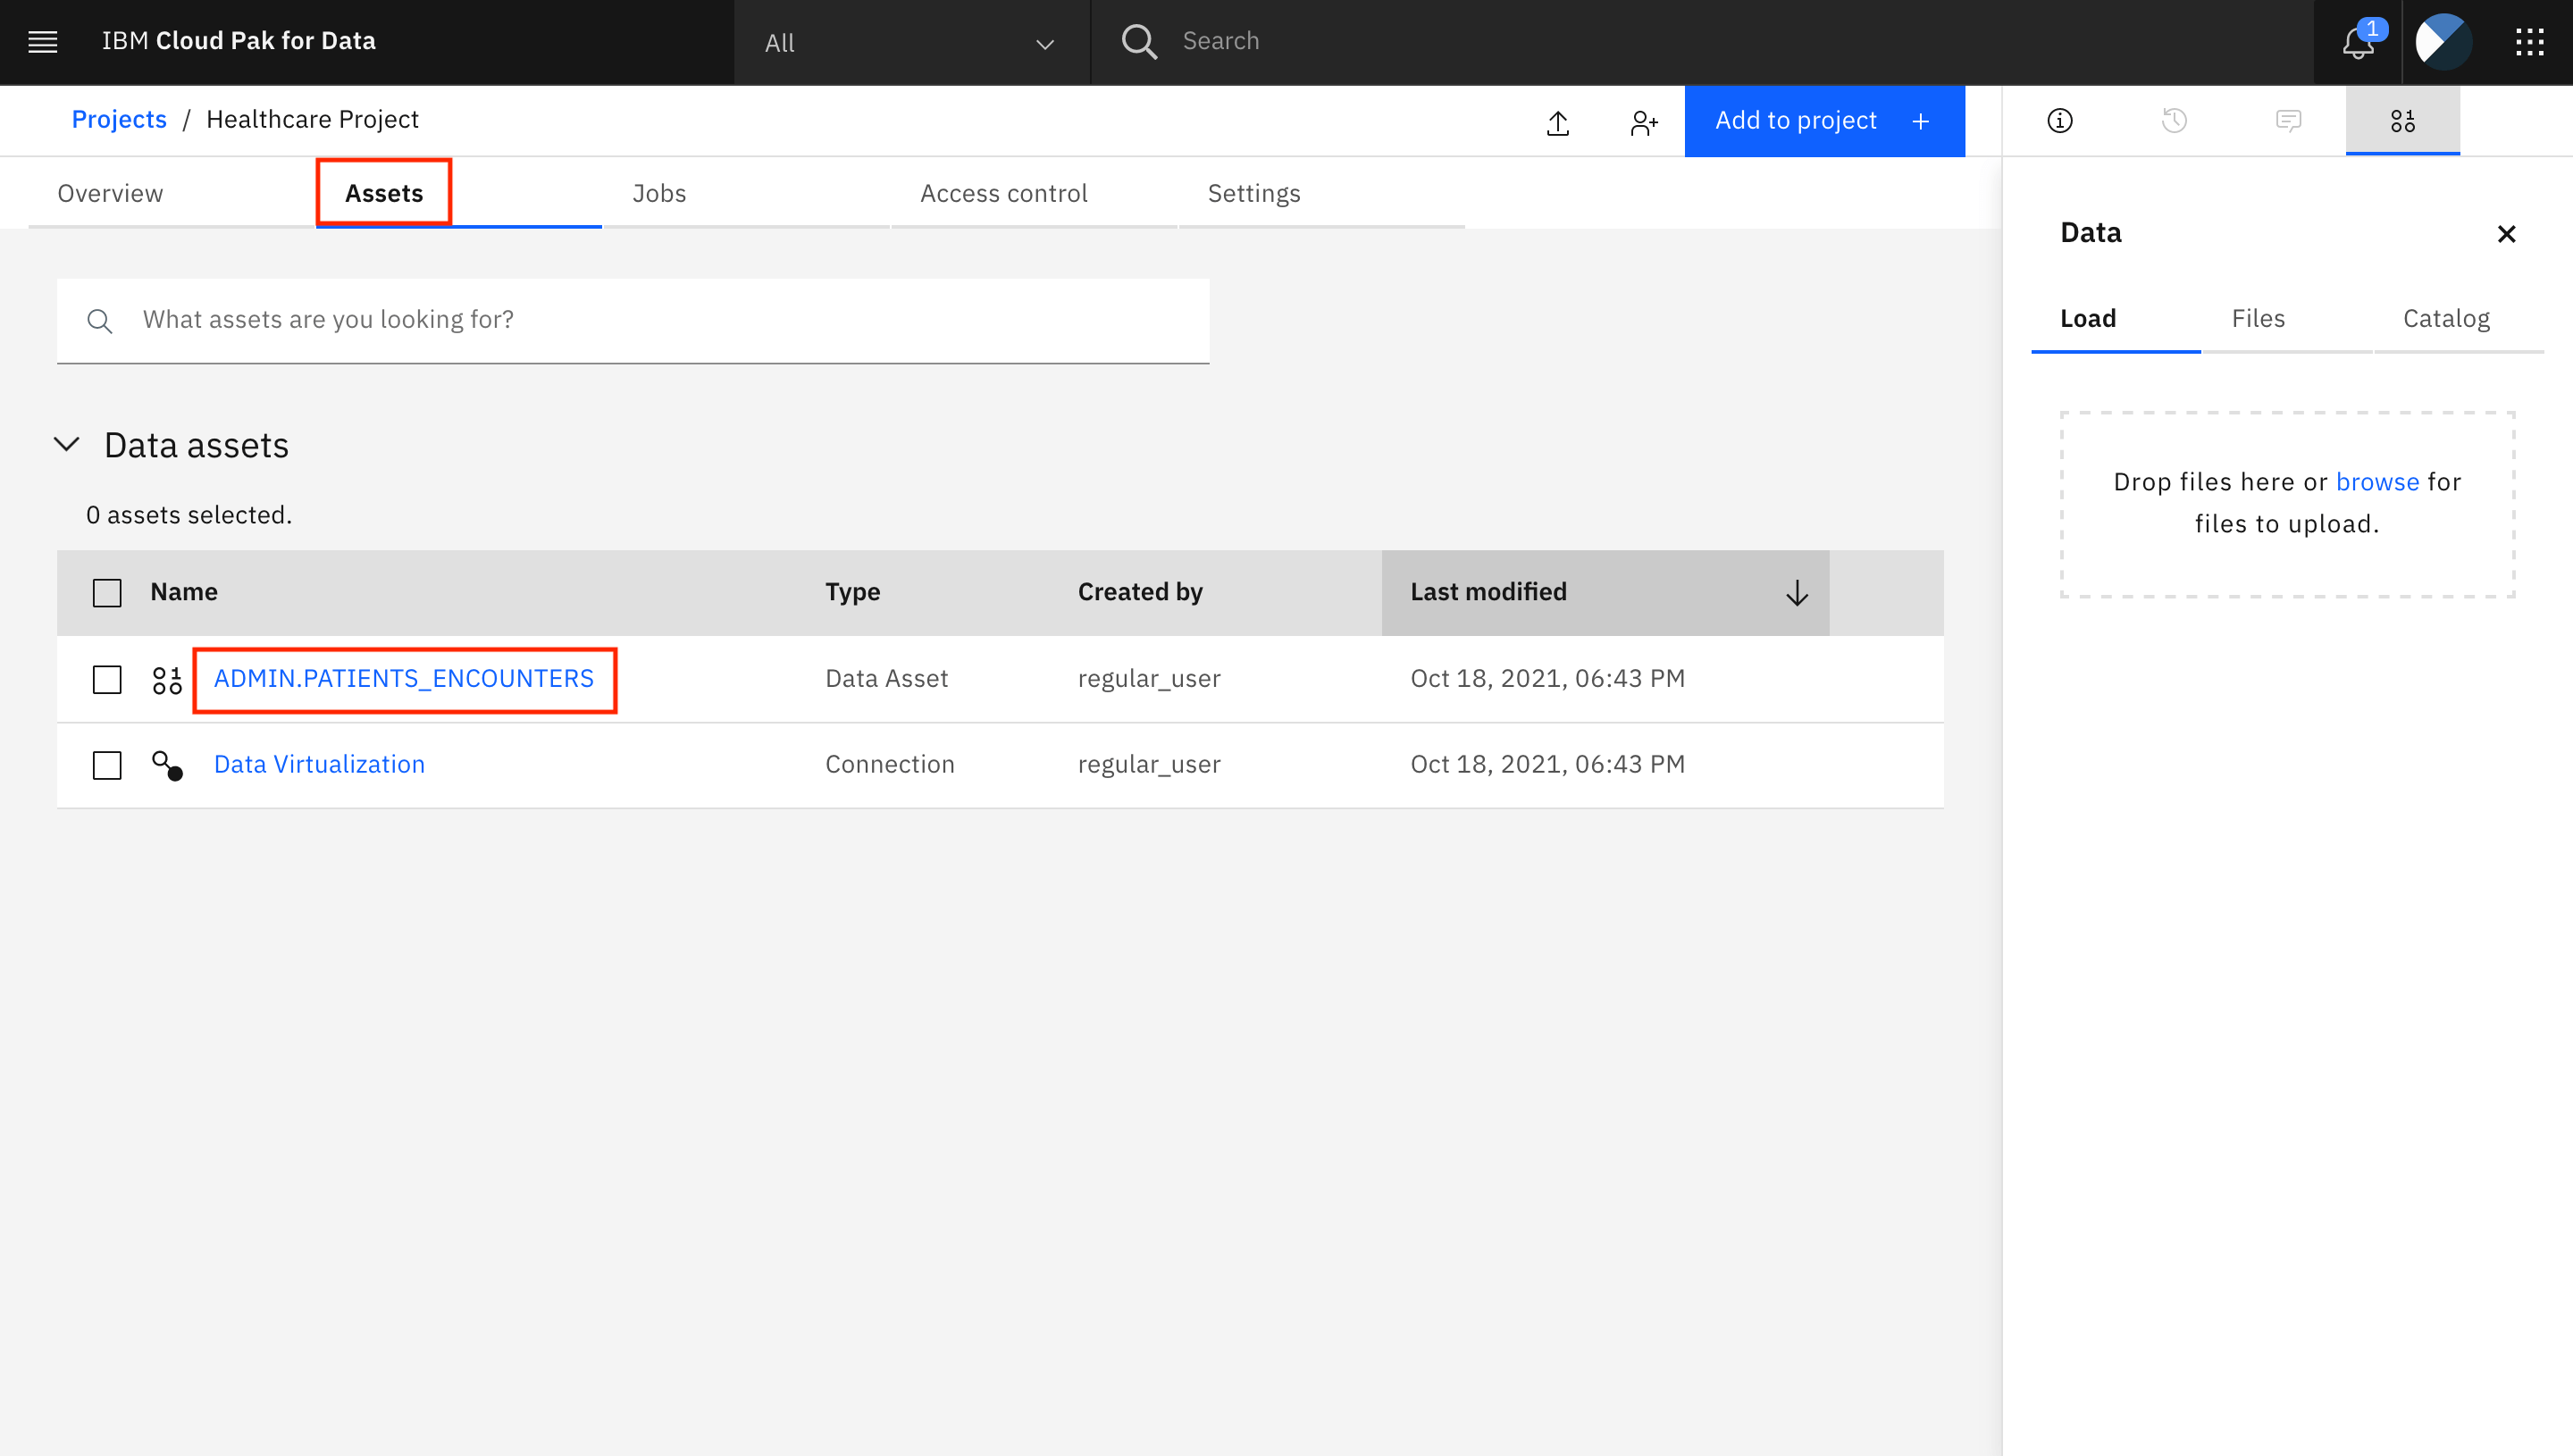 IBM Cloud Pak for Data
All
Search
1
Projects / Healthcare Project
Add to project +
Overview
Assets
Jobs
Access control
Settings
What assets are you looking for?
Data assets
0 assets selected.
Name Type Created by Last modified
ADMIN.PATIENTS_ENCOUNTERS Data Asset regular_user Oct 18, 2021, 06:43 PM
Data Virtualization Connection regular_user Oct 18, 2021, 06:43 PM
Data
Load Files Catalog
Drop files here or browse for
files to upload.